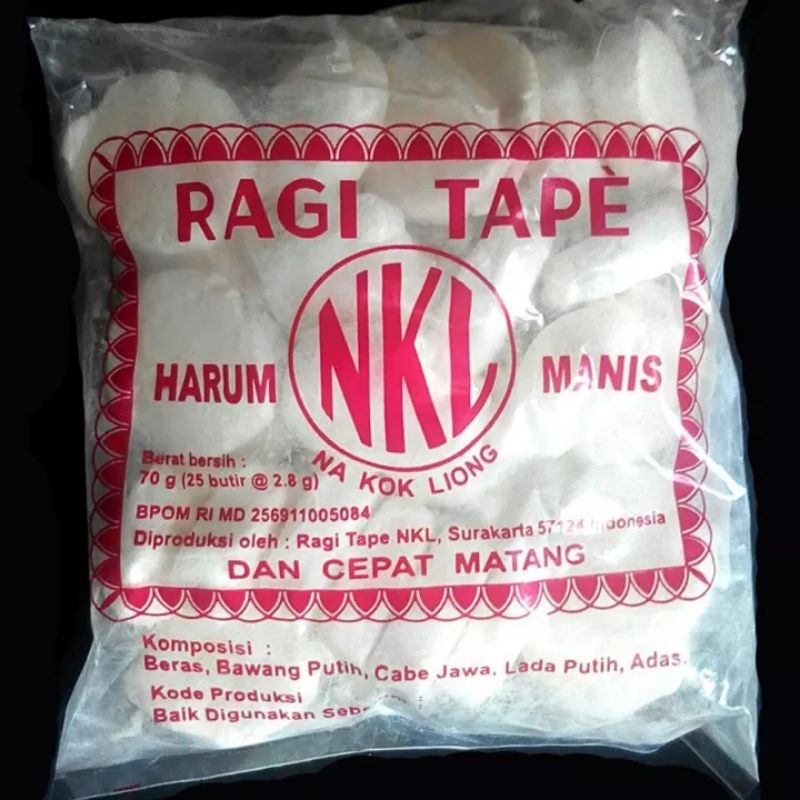 RAGI TAPÈ
HARUM NKL MANIS
NA KOK LIONG
Berat bersih :
70 g (25 butir @ 2.8 g)
BPOM RI MD 256911005084
Diproduksi oleh : Ragi Tape NKL, Surakarta 57124 Indonesia
DAN CEPAT MATANG
Komposisi :
Beras, Bawang Putih, Cabe Jawa, Lada Putih, Adas.
Kode Produksi
Baik Digunakan